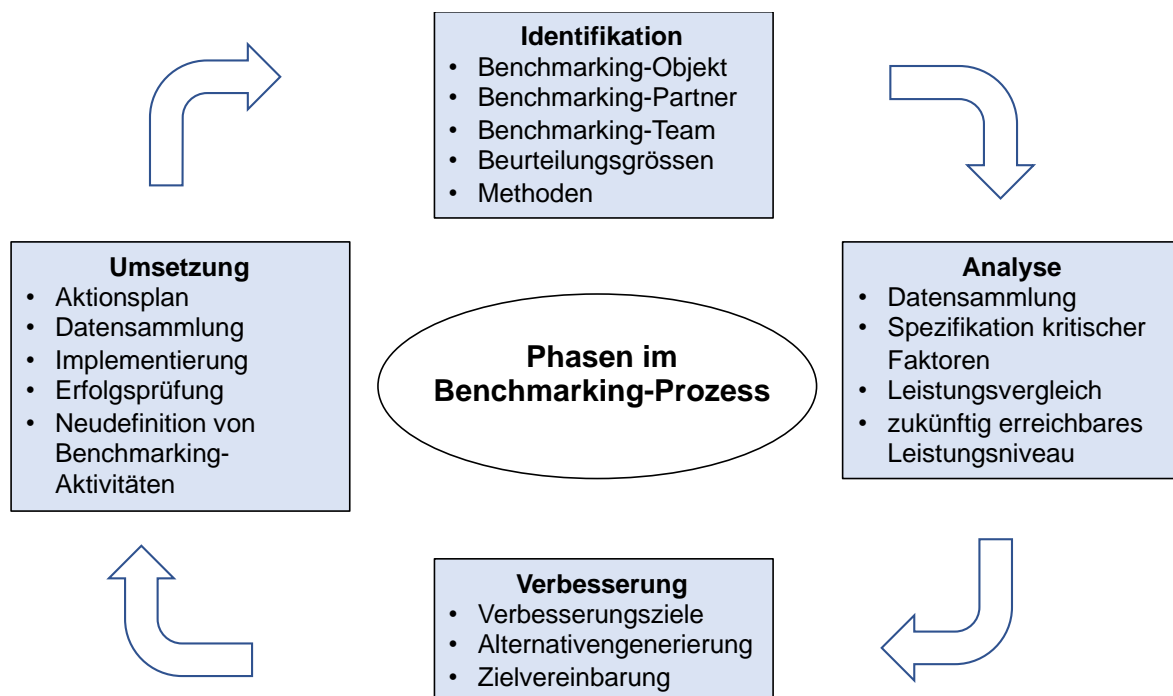 Identifikation
• Benchmarking-Objekt
• Benchmarking-Partner
• Benchmarking-Team
• Beurteilungsgrössen
• Methoden
Umsetzung
• Aktionsplan
• Datensammlung
• Implementierung
• Erfolgsprüfung
• Neudefinition von
Benchmarking-
Aktivitäten
Phasen im
Benchmarking-Prozess
Analyse
• Datensammlung
• Spezifikation kritischer
Faktoren
• Leistungsvergleich
• zukünftig erreichbares
Leistungsniveau
Verbesserung
• Verbesserungsziele
• Alternativengenerierung
• Zielvereinbarung